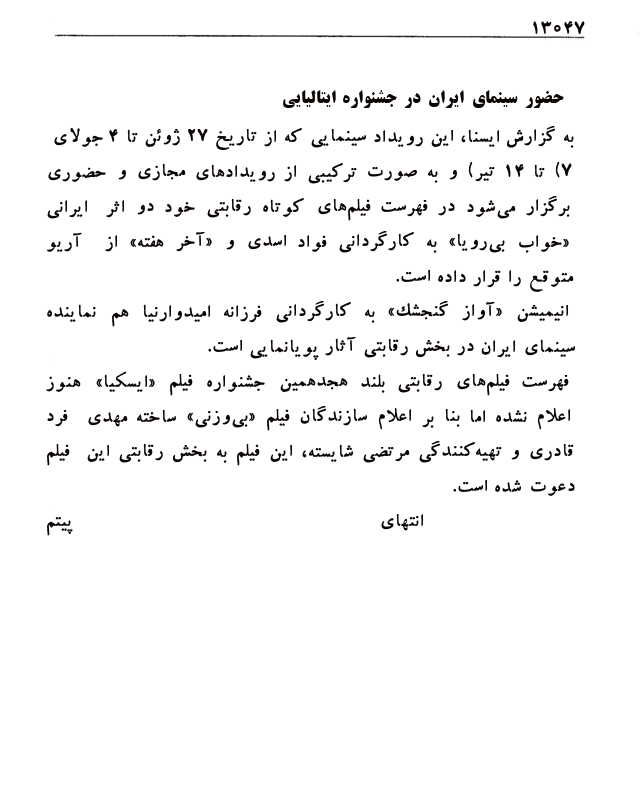 ۱۳۰۴۷
حضور سینمای ایران در جشنواره ایتالیایی
به گزارش ایسنا، این رویداد سینمایی که از تاریخ ۲۷ ژوئن تا ۴ جولای
۷) تا ۱۴ تیر) و به صورت ترکیبی از رویدادهای مجازی و حضوری
برگزار می‌شود در فهرست فیلم‌های کوتاه رقابتی خود دو اثر ایرانی
«خواب بی‌رویا» به کارگردانی فواد اسدی و «آخر هفته» از آریو
متوقع را قرار داده است.
انیمیشن «آواز گنجشك» به کارگردانی فرزانه امیدوارنیا هم نماینده
سینمای ایران در بخش رقابتی آثار پویانمایی است.
فهرست فیلم‌های رقابتی بلند هجدهمین جشنواره فیلم «ایسکیا» هنوز
اعلام نشده اما بنا بر اعلام سازندگان فیلم «بی‌وزنی» ساخته مهدی فرد
قادری و تهیه‌کنندگی مرتضی شایسته، این فیلم به بخش رقابتی این فیلم
دعوت شده است.
انتهای پیتم